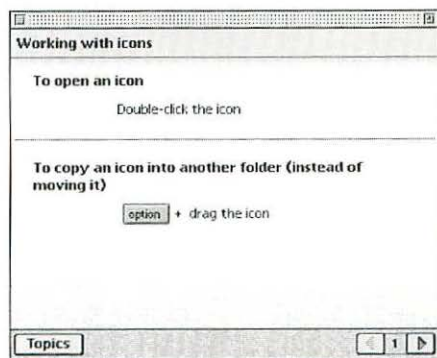 Working with icons
To open an icon
Double-click the icon
To copy an icon into another folder (instead of
moving it)
option + drag the icon
Topics
1